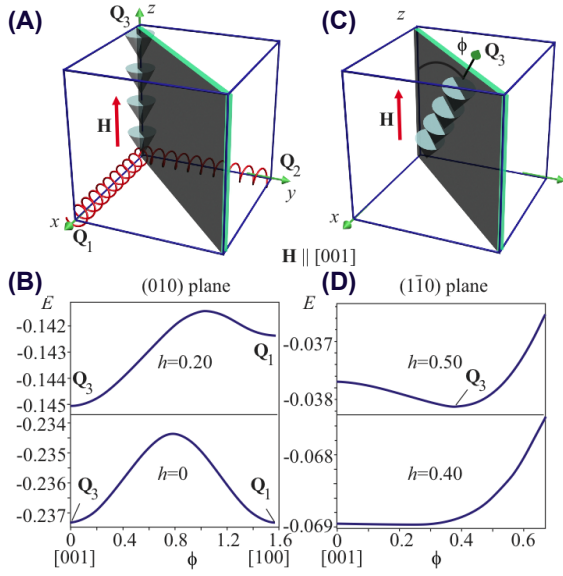 (A)
Q3
z
H
Q2
y
x
Q1
(C)
z
ϕ
Q3
H
y
x
H || [001]
(B)
(010) plane
E
-0.142
-0.143
-0.144
-0.145
Q3
h=0.20
Q1
-0.234
-0.235
-0.236
-0.237
Q3
h=0
Q1
0
0.4
0.8
1.2
1.6
[001]
ϕ
[100]
(D)
(11̄0) plane
E
-0.037
-0.038
h=0.50
Q3
-0.068
-0.069
h=0.40
0
0.2
0.4
0.6
[001]
ϕ